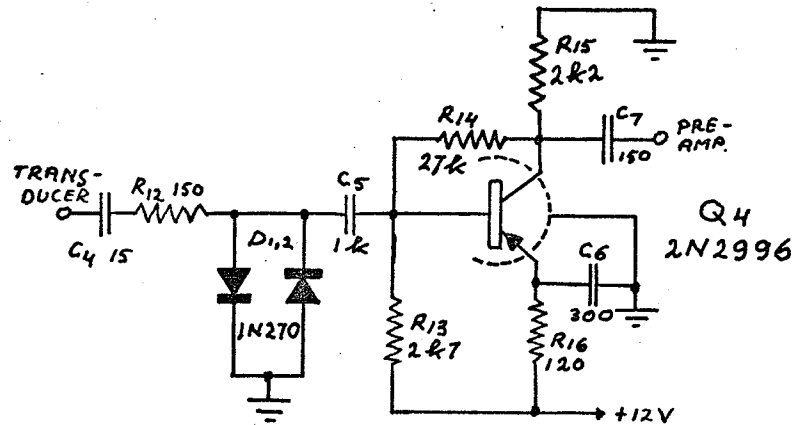 R15
2k2
R14
27k
C7
150
PRE-
AMP.
TRANS-
DUCER
C4 15
R12 150
D1,2
1N270
C5
1k
R13
2k7
Q4
2N2996
C6
300
R16
120
+12V